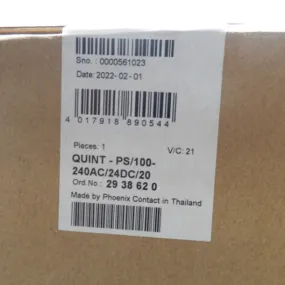 Sno. : 0000561023
Date: 2022- 02 - 01
4 017918 890544
Pieces: 1 V/C: 21
QUINT - PS/100-
240AC/24DC/20
Ord No.: 29 38 62 0
Made by Phoenix Contact in Thailand